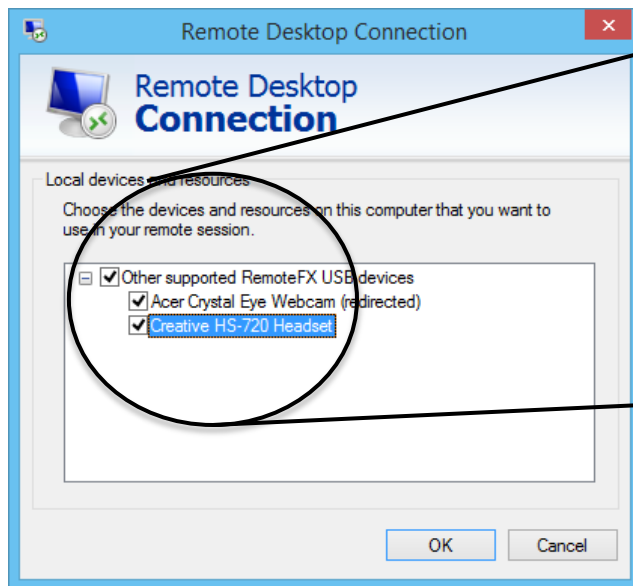 Remote Desktop Connection
Remote Desktop
Connection
Local devices and resources
Choose the devices and resources on this computer that you want to
use in your remote session.
Other supported RemoteFX USB devices
Acer Crystal Eye Webcam (redirected)
Creative HS-720 Headset
OK
Cancel